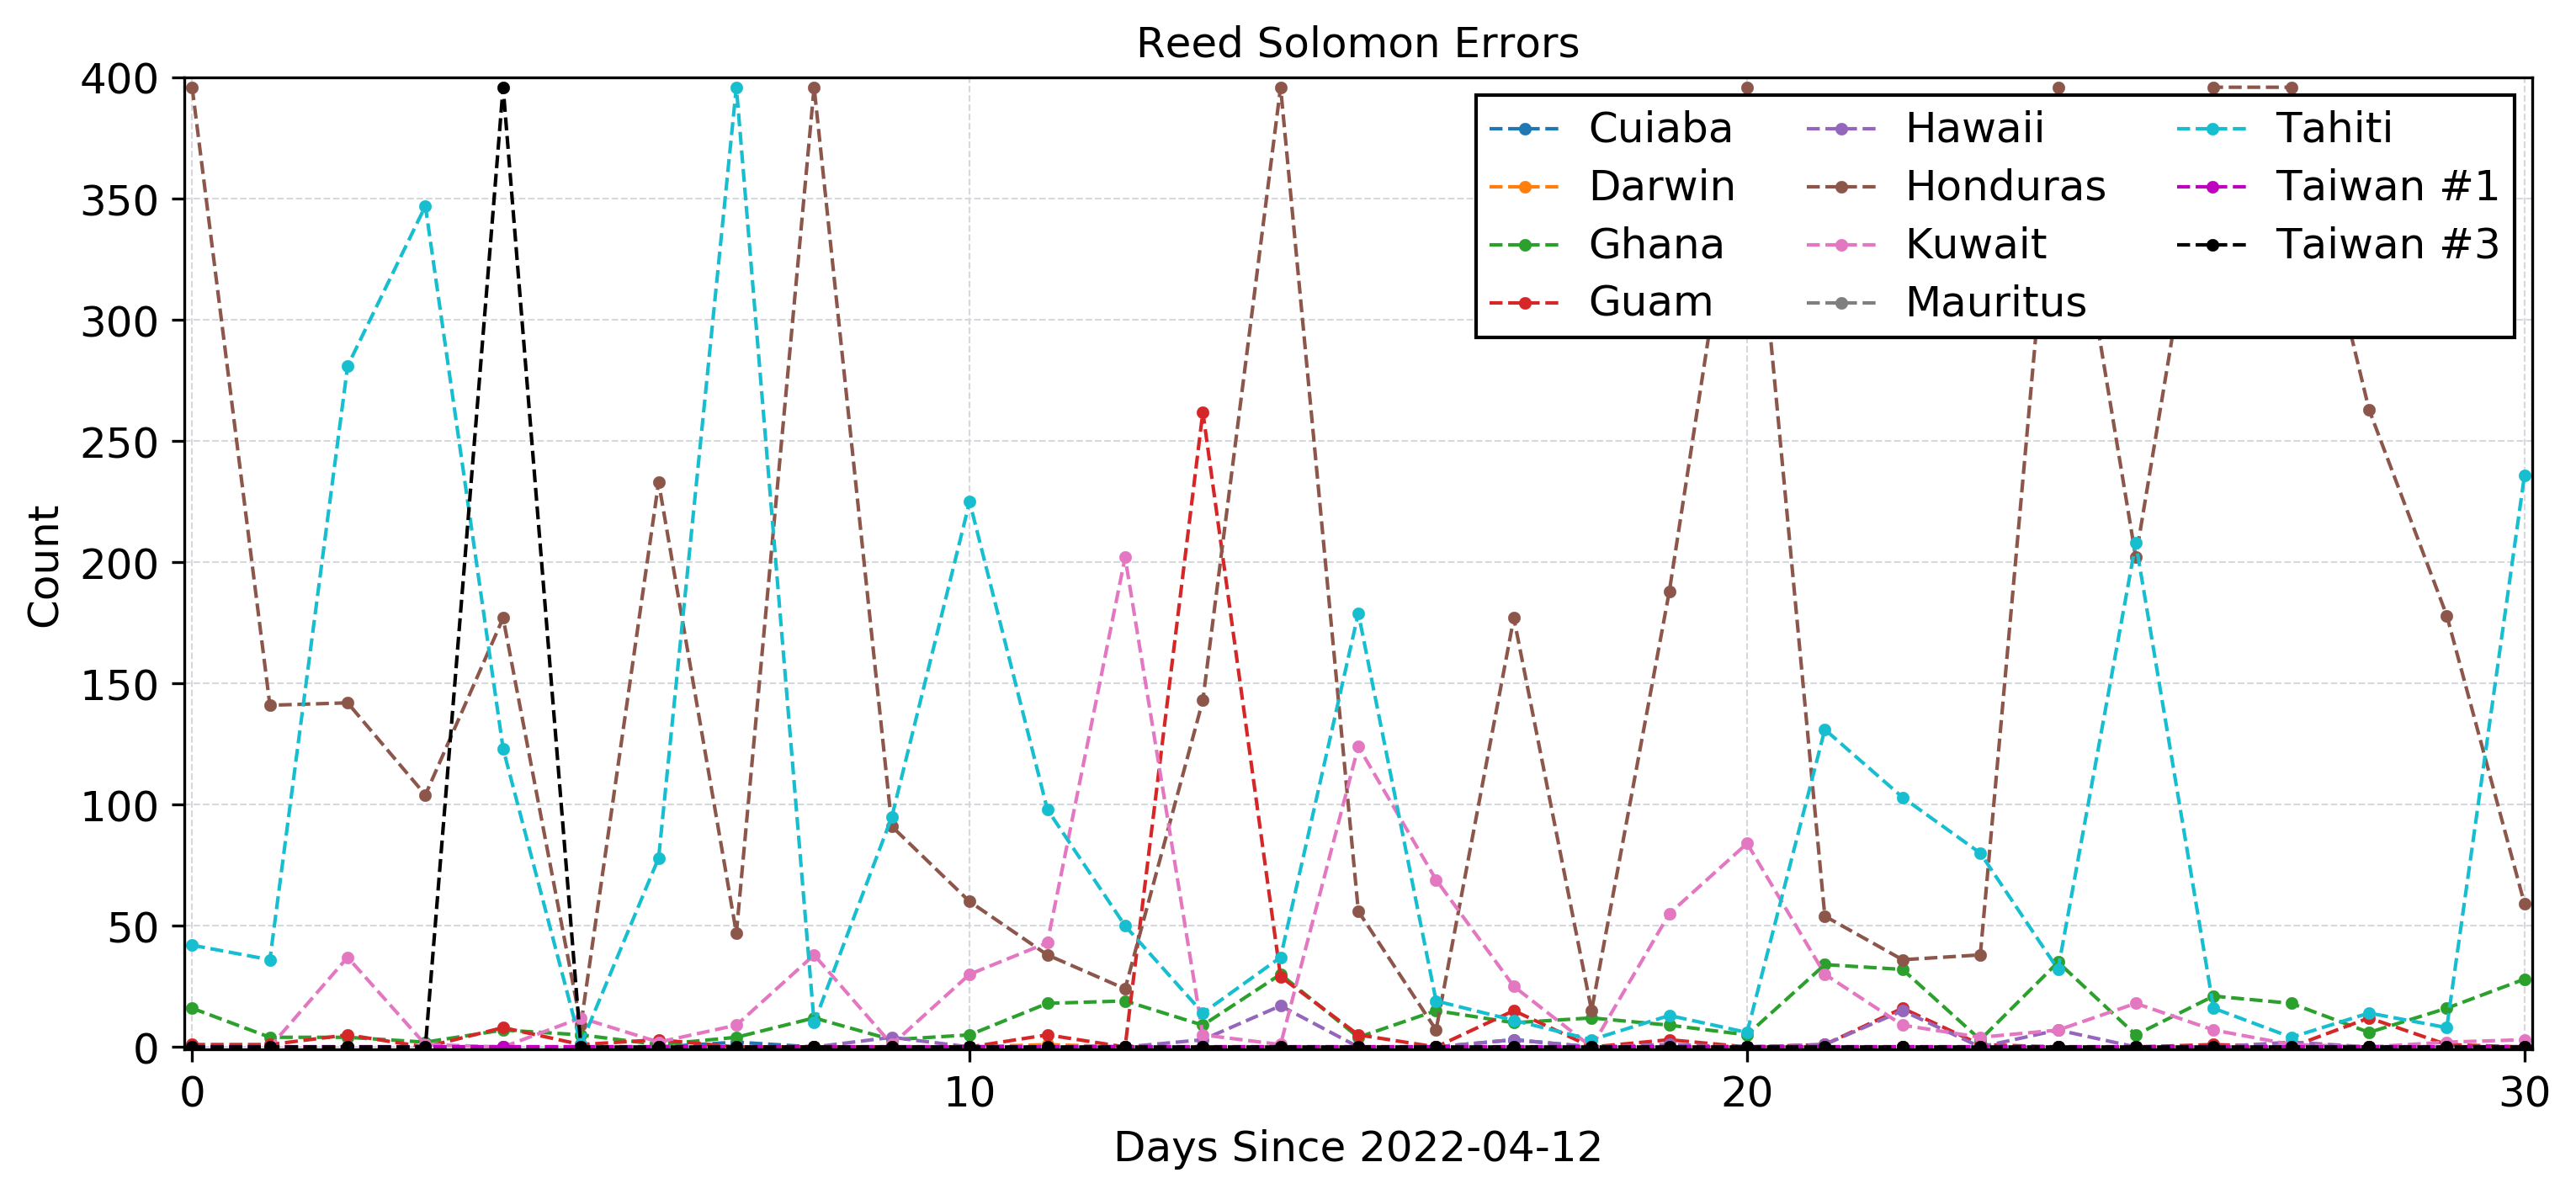 Reed Solomon Errors
400
350
300
250
200
150
100
50
0
Count
Cuiaba
Darwin
Ghana
Guam
Hawaii
Honduras
Kuwait
Mauritus
Tahiti
Taiwan #1
Taiwan #3
0 10 20 30
Days Since 2022-04-12